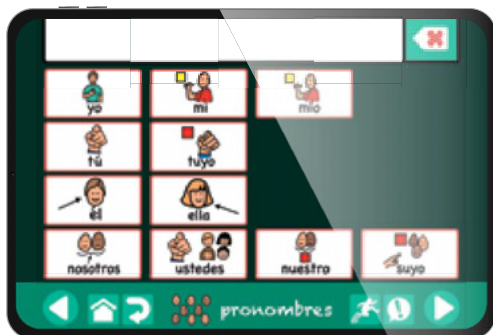 yo mi mío
tú tuyo
él ella
nosotros ustedes nuestro suyo
pronombres